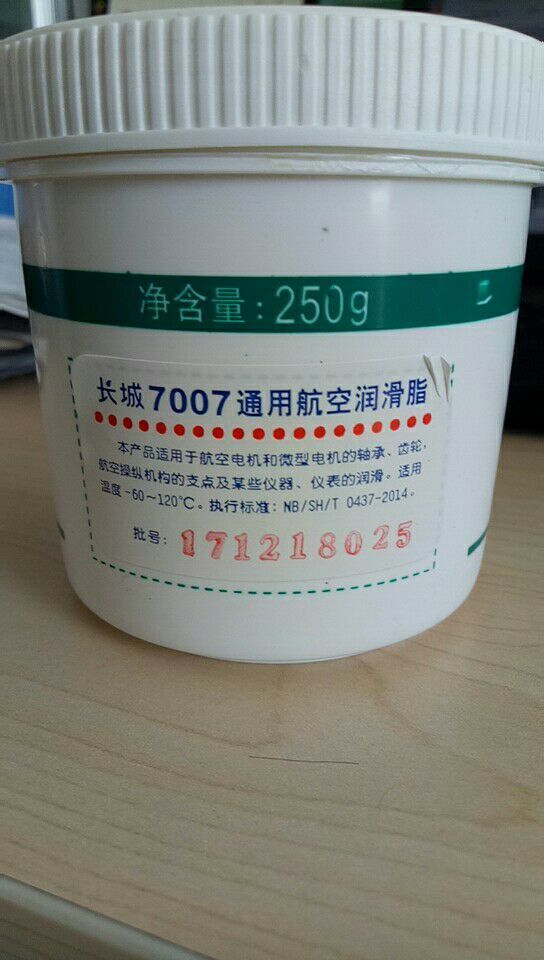 净含量:250g
长城7007通用航空润滑脂
本产品适用于航空电机和微型电机的轴承、齿轮,
航空操纵机构的支点及某些仪器、仪表的润滑。适用
温度-60~120℃。执行标准:NB/SH/T 0437-2014。
批号:171218025